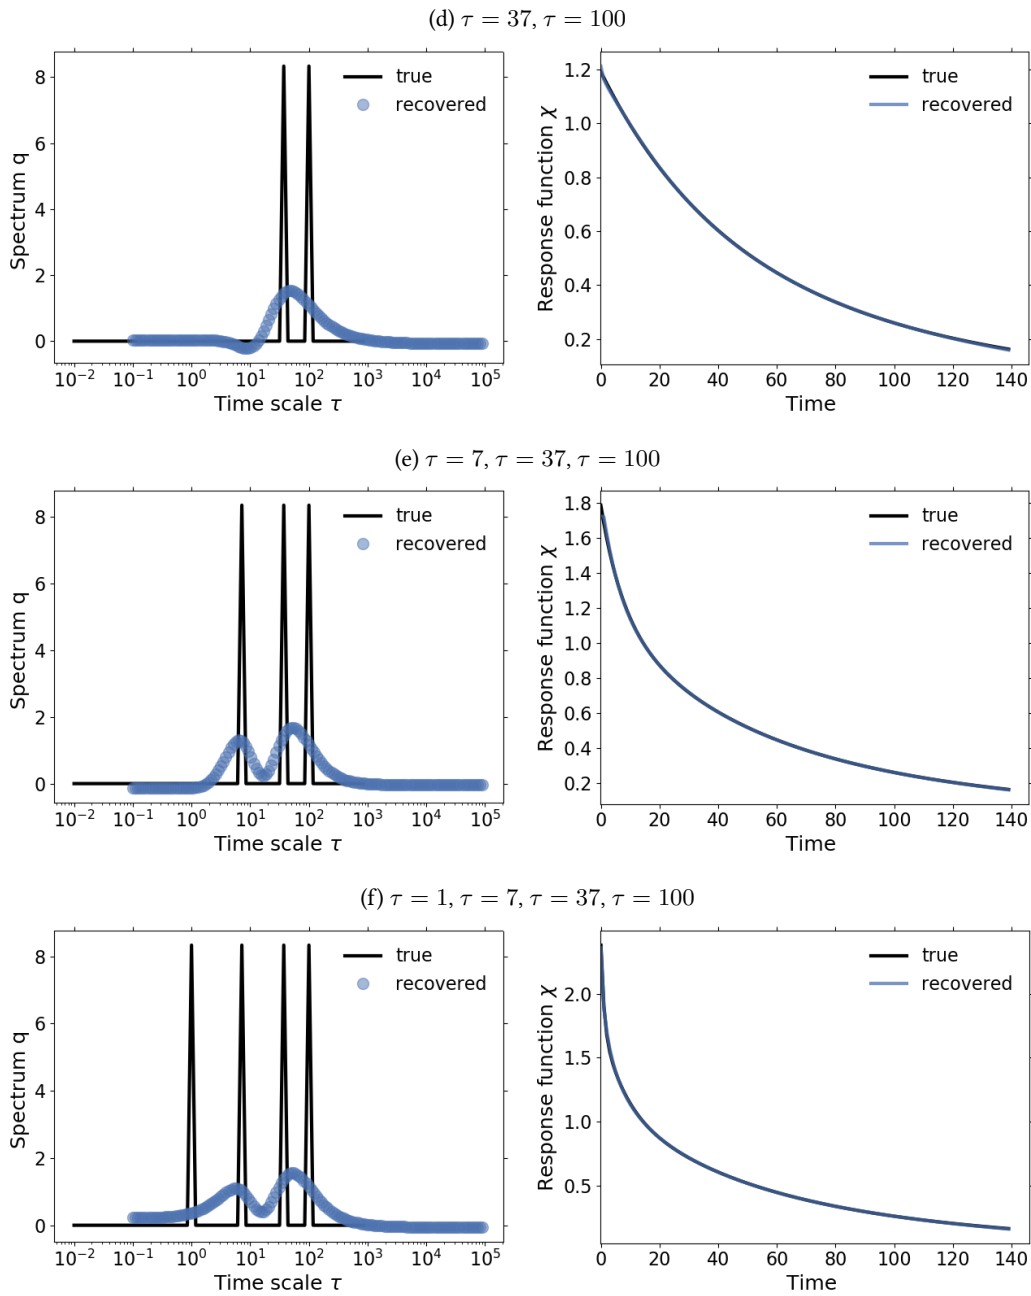 (d) τ = 37, τ = 100
Spectrum q
8
6
4
2
0
true
recovered
10⁻² 10⁻¹ 10⁰ 10¹ 10² 10³ 10⁴ 10⁵
Time scale τ
Response function χ
1.2
1.0
0.8
0.6
0.4
0.2
true
recovered
0 20 40 60 80 100 120 140
Time
(e) τ = 7, τ = 37, τ = 100
Spectrum q
8
6
4
2
0
true
recovered
10⁻² 10⁻¹ 10⁰ 10¹ 10² 10³ 10⁴ 10⁵
Time scale τ
Response function χ
1.8
1.6
1.4
1.2
1.0
0.8
0.6
0.4
0.2
true
recovered
0 20 40 60 80 100 120 140
Time
(f) τ = 1, τ = 7, τ = 37, τ = 100
Spectrum q
8
6
4
2
0
true
recovered
10⁻² 10⁻¹ 10⁰ 10¹ 10² 10³ 10⁴ 10⁵
Time scale τ
Response function χ
2.0
1.5
1.0
0.5
true
recovered
0 20 40 60 80 100 120 140
Time